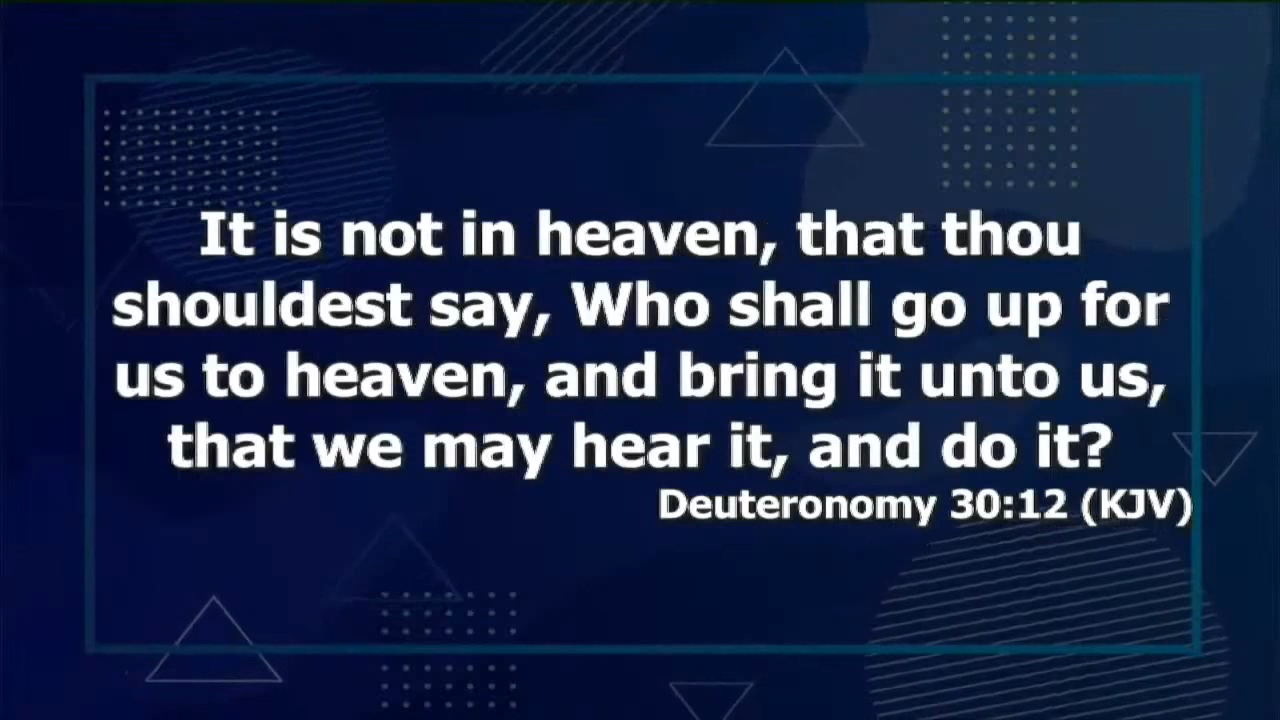 It is not in heaven, that thou
shouldest say, Who shall go up for
us to heaven, and bring it unto us,
that we may hear it, and do it?
Deuteronomy 30:12 (KJV)